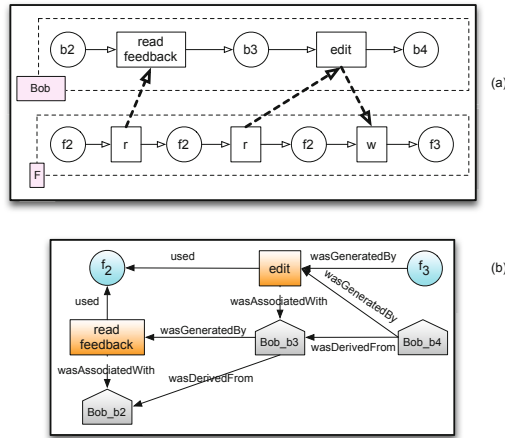 b2
read
feedback
b3
edit
b4
(a)
Bob
f2
r
f2
r
f2
w
f3
F
f2
used
edit
wasGeneratedBy
f3
(b)
wasGeneratedBy
used
wasAssociatedWith
read
feedback
wasGeneratedBy
Bob_b3
wasDerivedFrom
Bob_b4
wasAssociatedWith
wasDerivedFrom
Bob_b2